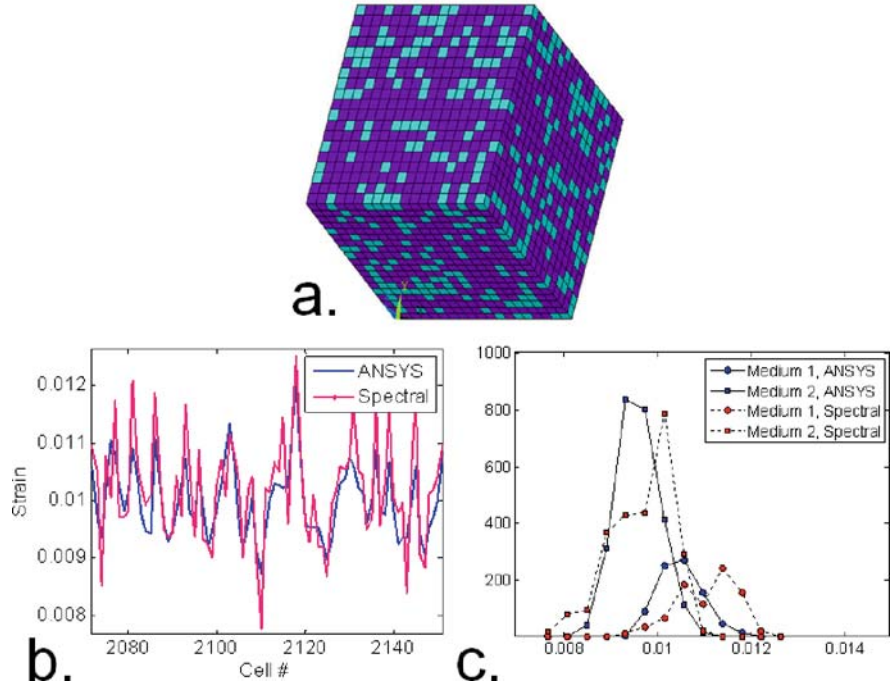 a.
0.012
0.011
0.01
0.009
0.008
Strain
ANSYS
Spectral
2080
2100
2120
2140
Cell #
b.
1000
800
600
400
200
Medium 1, ANSYS
Medium 2, ANSYS
Medium 1, Spectral
Medium 2, Spectral
0.008
0.01
0.012
0.014
c.